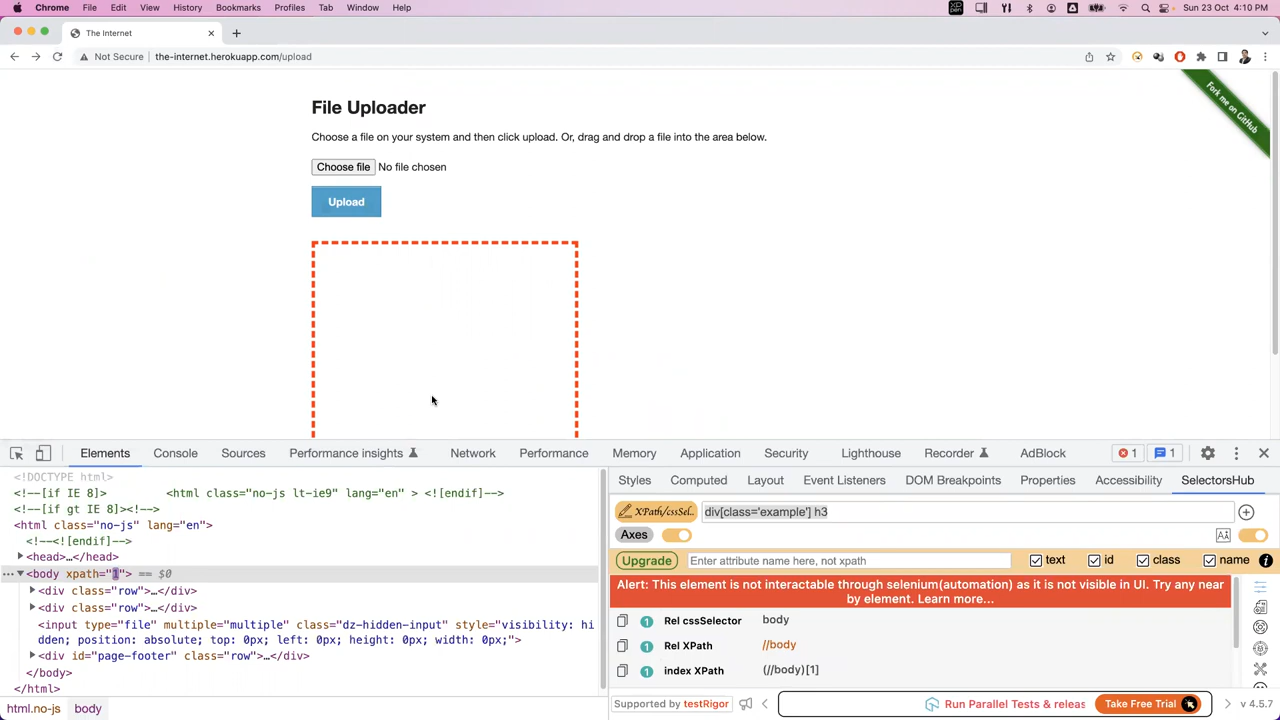 Chrome File Edit View History Bookmarks Profiles Tab Window Help
Sun 23 Oct 4:10 PM
The Internet
Not Secure the-internet.herokuapp.com/upload
Fork me on GitHub
File Uploader
Choose a file on your system and then click upload. Or, drag and drop a file into the area below.
Choose file No file chosen
Upload
Elements Console Sources Performance insights Network Performance Memory Application Security Lighthouse Recorder AdBlock 1 1
<!DOCTYPE html>
<!--[if IE 8]> <html class="no-js lt-ie9" lang="en" > <![endif]-->
<!--[if gt IE 8]><!-->
<html class="no-js" lang="en">
<!--<![endif]-->
<head>…</head>
<body xpath="1"> == $0
<div class="row">…</div>
<div class="row">…</div>
<input type="file" multiple="multiple" class="dz-hidden-input" style="visibility: hi
dden; position: absolute; top: 0px; left: 0px; height: 0px; width: 0px;">
<div id="page-footer" class="row">…</div>
</body>
</html>
html.no-js body
Styles Computed Layout Event Listeners DOM Breakpoints Properties Accessibility SelectorsHub
XPath/cssSel.. div[class='example'] h3
Axes
Upgrade Enter attribute name here, not xpath text id class name
Alert: This element is not interactable through selenium(automation) as it is not visible in UI. Try any near
by element. Learn more...
1 Rel cssSelector body
1 Rel XPath //body
1 index XPath (//body)[1]
Supported by testRigor Run Parallel Tests & releas Take Free Trial v 4.5.7